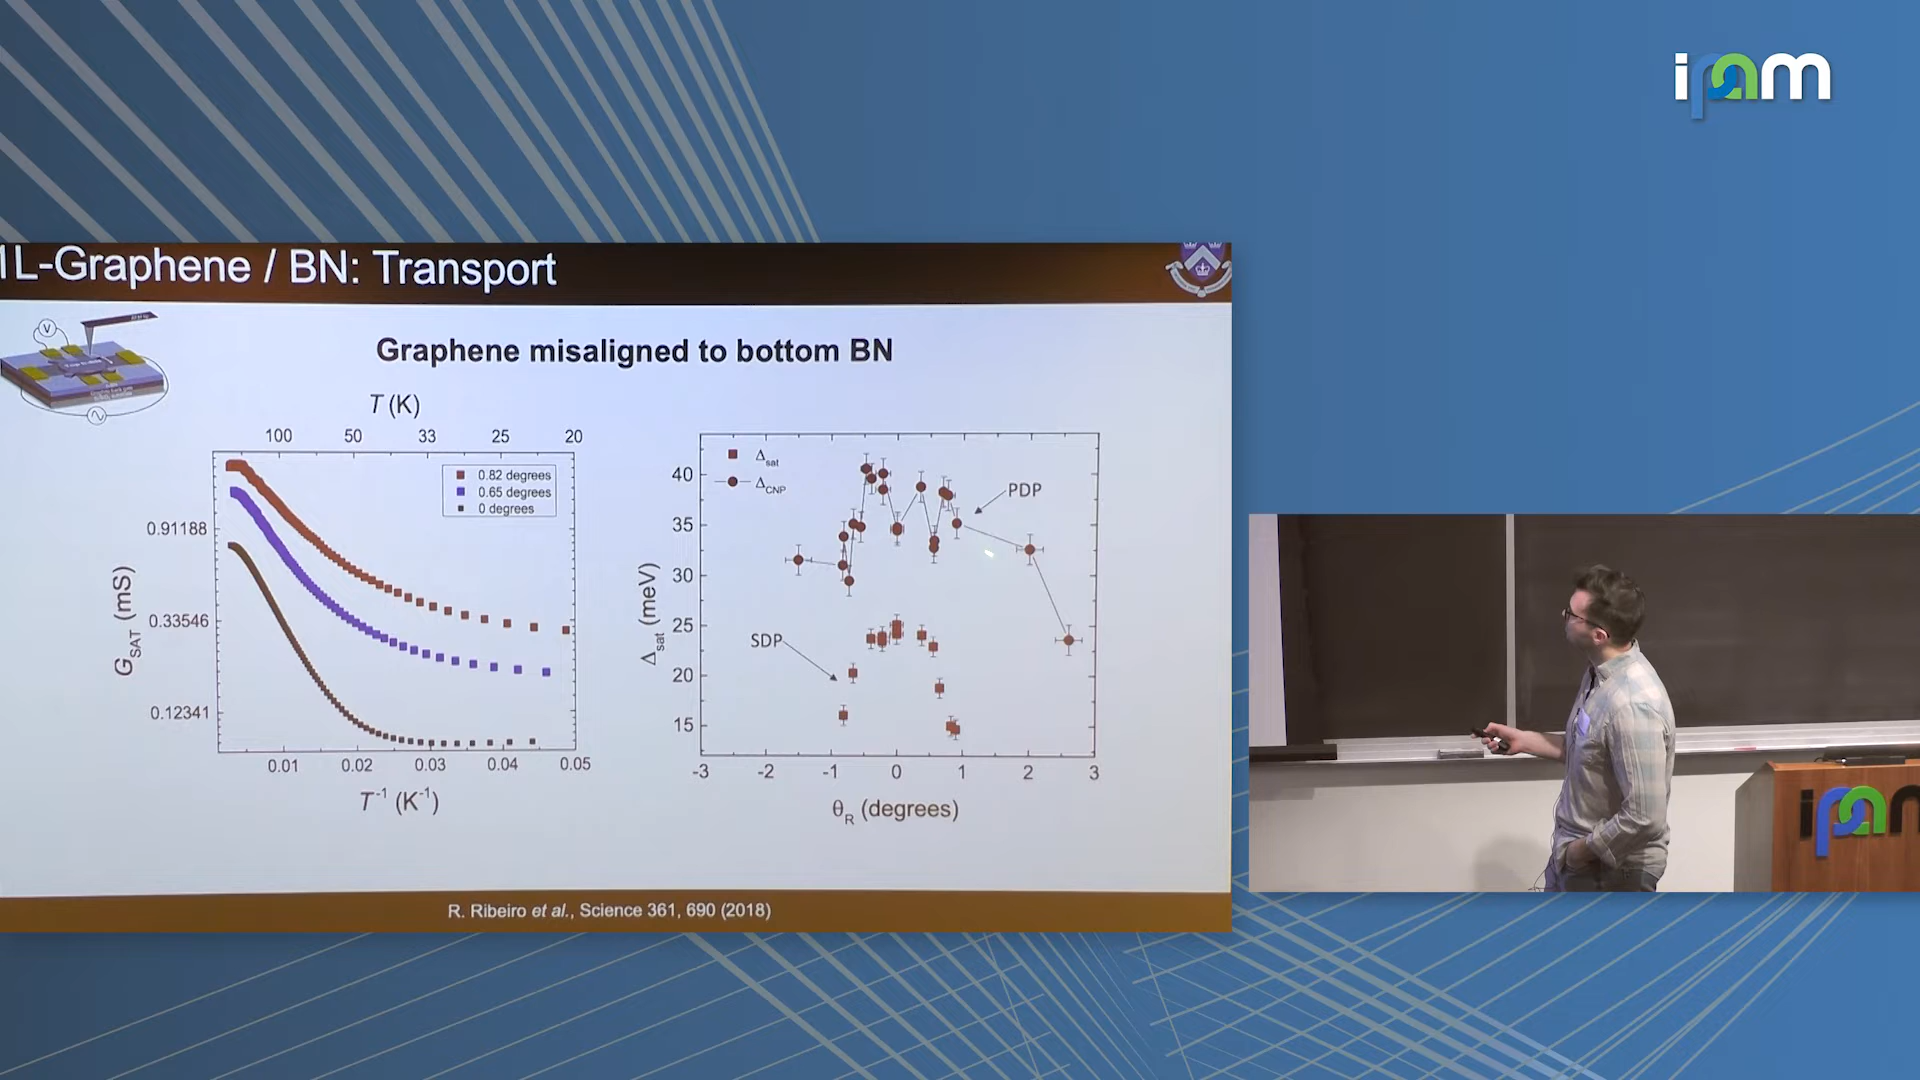 ipam
1L-Graphene / BN: Transport
Graphene misaligned to bottom BN
V
T (K)
100 50 33 25 20
0.82 degrees
0.65 degrees
0 degrees
0.91188
0.33546
0.12341
G_SAT (mS)
0.01 0.02 0.03 0.04 0.05
T⁻¹ (K⁻¹)
Δ_sat
Δ_CNP
PDP
SDP
40
35
30
25
20
15
Δ_sat (meV)
-3 -2 -1 0 1 2 3
θ_R (degrees)
R. Ribeiro et al., Science 361, 690 (2018)
ipam